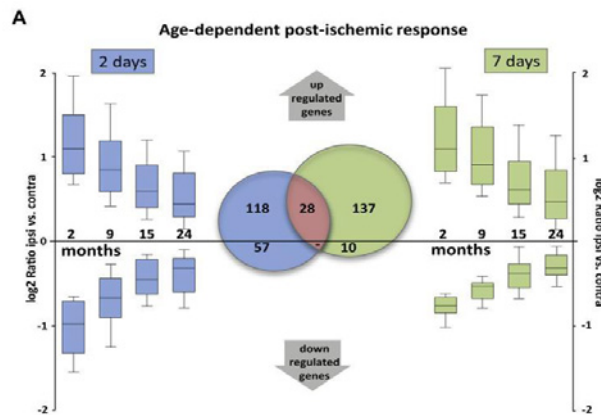 A
Age-dependent post-ischemic response
2 days
7 days
up
regulated
genes
2
1
0
-1
-2
log2 Ratio ipsi vs. contra
2 9 15 24
months
118 28 137
57 - 10
2 9 15 24
months
2
1
0
-1
-2
log2 Ratio ipsi vs. contra
down
regulated
genes